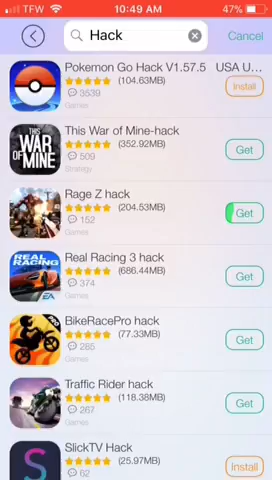 TFW 10:49 AM 47%
Hack Cancel
Pokemon Go Hack V1.57.5 USA U...
(104.63MB)
3539
Games
Install
THIS
WAR
OF
MINE
This War of Mine-hack
(352.92MB)
509
Strategy
Get
Rage Z hack
(204.53MB)
152
Games
Get
REAL
RACING
EA
Real Racing 3 hack
(686.44MB)
374
Games
Get
PRO
BikeRacePro hack
(77.33MB)
285
Games
Get
Traffic Rider hack
(118.38MB)
267
Games
Get
S
SlickTV Hack
(25.97MB)
62
Install